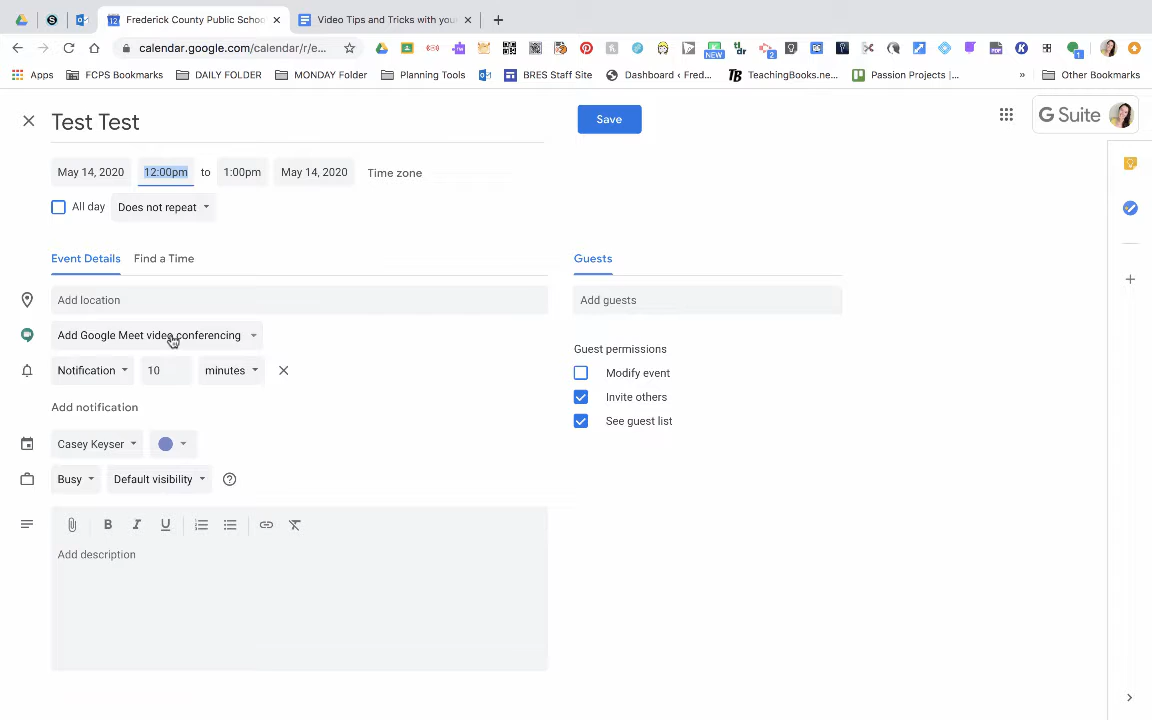 Frederick County Public Schoo
Video Tips and Tricks with you
calendar.google.com/calendar/r/e...
NEW
2
1
Apps
FCPS Bookmarks
DAILY FOLDER
MONDAY Folder
Planning Tools
BRES Staff Site
Dashboard ‹ Fred...
TB
TeachingBooks.ne...
Passion Projects |...
»
Other Bookmarks
Test Test
Save
G Suite
May 14, 2020
12:00pm
to
1:00pm
May 14, 2020
Time zone
All day
Does not repeat
Event Details
Find a Time
Guests
Add location
Add guests
Add Google Meet video conferencing
Guest permissions
Notification
10
minutes
Modify event
Invite others
Add notification
See guest list
Casey Keyser
Busy
Default visibility
B
I
U
Add description